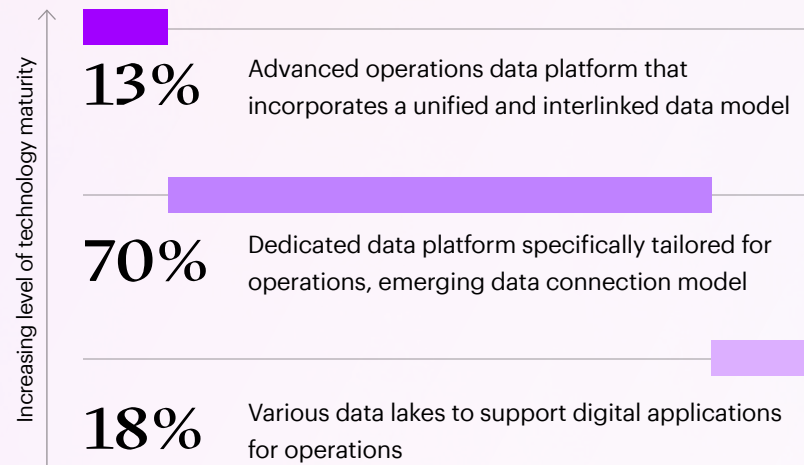 Increasing level of technology maturity
13%
Advanced operations data platform that
incorporates a unified and interlinked data model
70%
Dedicated data platform specifically tailored for
operations, emerging data connection model
18%
Various data lakes to support digital applications
for operations